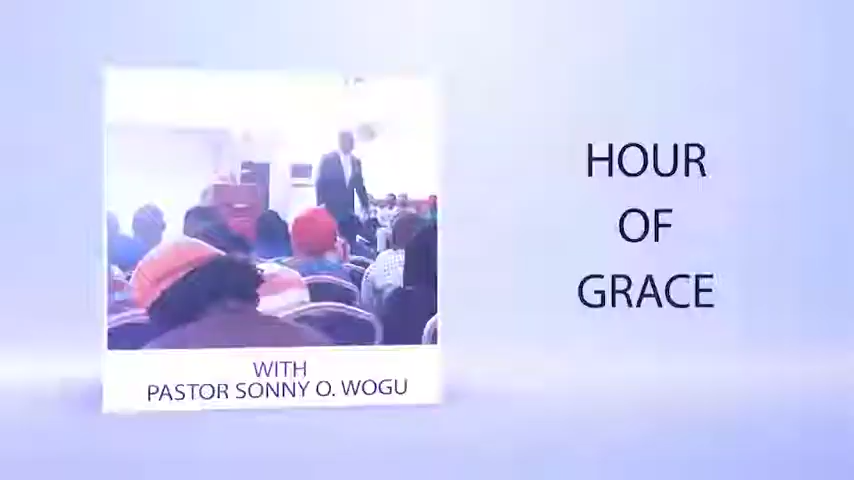 WITH
PASTOR SONNY O. WOGU
HOUR
OF
GRACE